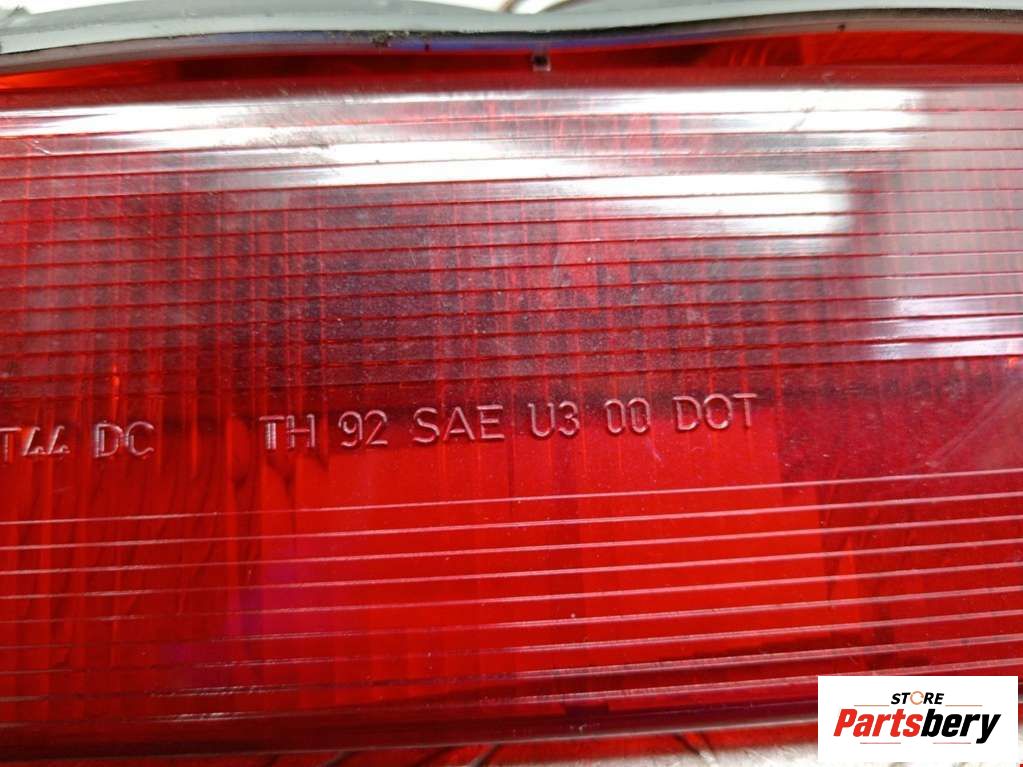 T44 DC TH 92 SAE U3 00 DOT
STORE
Partsbery